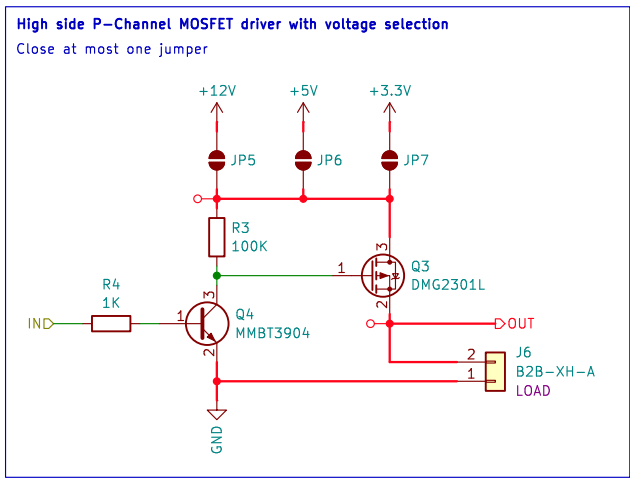 High side P-Channel MOSFET driver with voltage selection
Close at most one jumper
+12V +5V +3.3V
JP5 JP6 JP7
R3
100K
3
1 Q3
DMG2301L
2
R4
1K
3
Q4
IN 1 MMBT3904
2
OUT
J6
2 B2B-XH-A
1 LOAD
GND